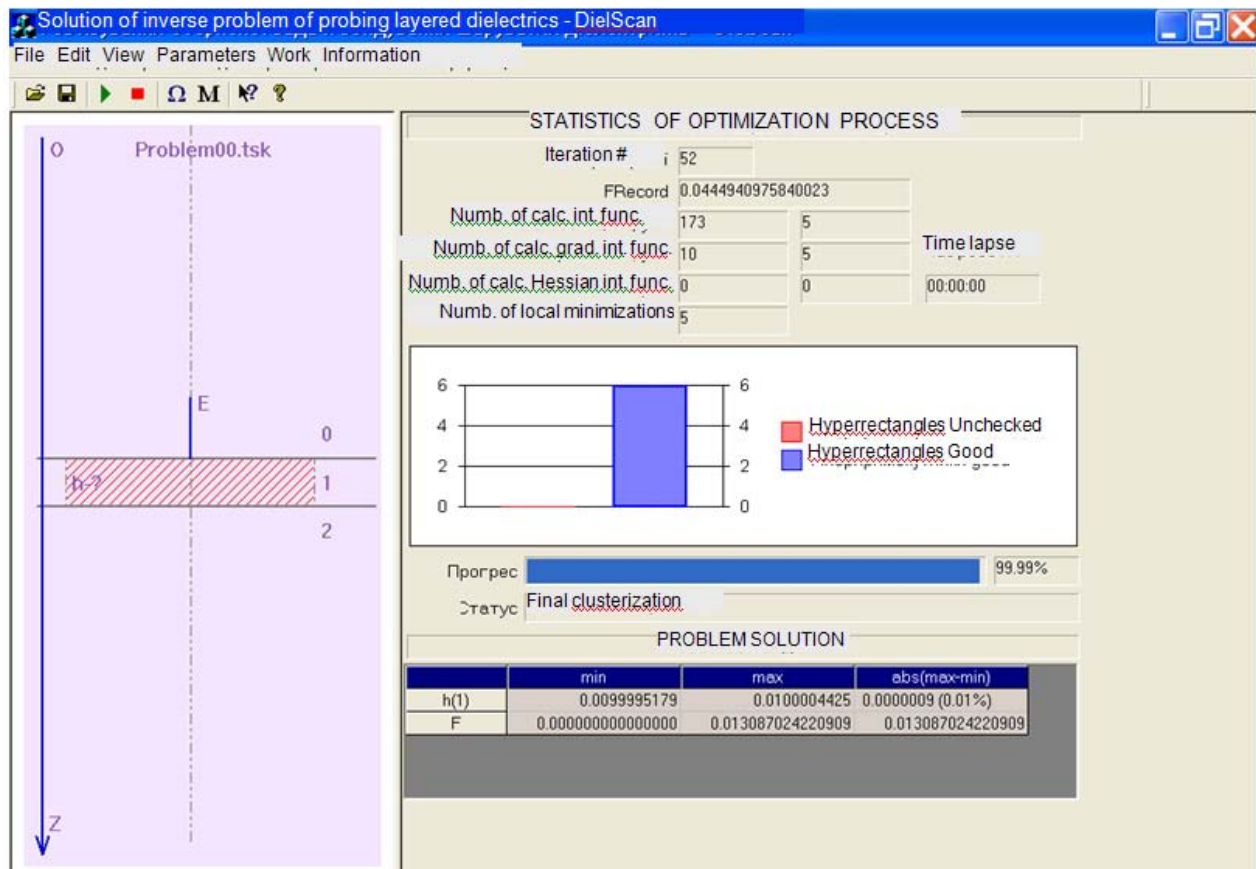 Solution of inverse problem of probing layered dielectrics - DielScan
File Edit View Parameters Work Information
Ω M
O Problem00.tsk
E
0
h-?
1
2
Z
STATISTICS OF OPTIMIZATION PROCESS
Iteration # 52
FRecord 0.0444940975840023
Numb. of calc. int. func. 173 5
Numb. of calc. grad. int. func. 10 5 Time lapse
Numb. of calc. Hessian int. func. 0 0 00:00:00
Numb. of local minimizations 5
6 6
4 4
2 2
0 0
Hyperrectangles Unchecked
Hyperrectangles Good
Прогрес 99.99%
Статус Final clusterization
PROBLEM SOLUTION
min max abs(max-min)
h(1) 0.0099995179 0.0100004425 0.0000009 (0.01%)
F 0.000000000000000 0.013087024220909 0.013087024220909